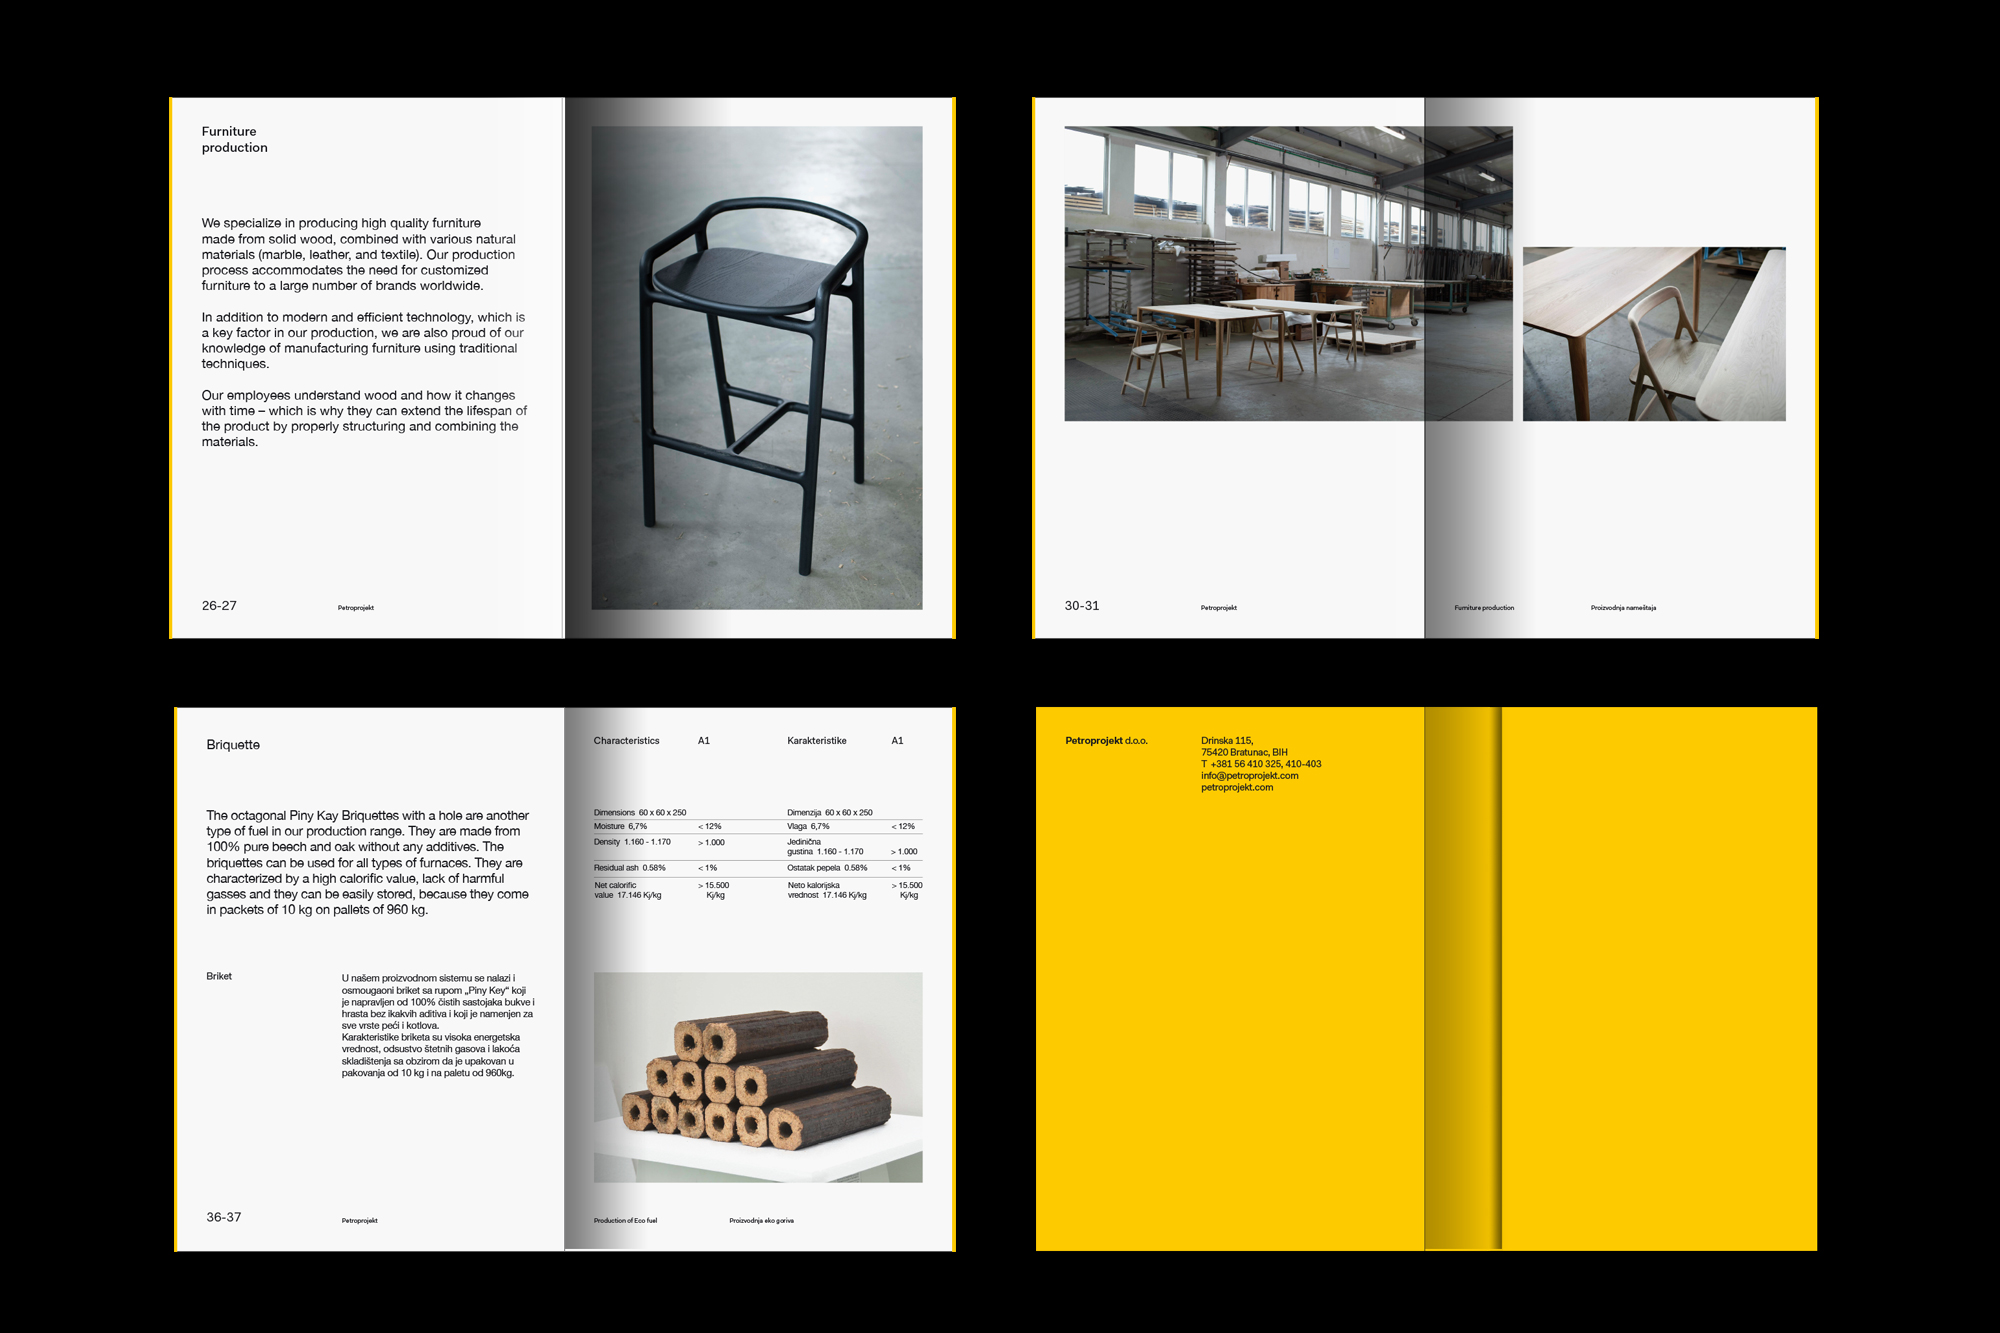 Furniture
production
We specialize in producing high quality furniture
made from solid wood, combined with various natural
materials (marble, leather, and textile). Our production
process accommodates the need for customized
furniture to a large number of brands worldwide.
In addition to modern and efficient technology, which is
a key factor in our production, we are also proud of our
knowledge of manufacturing furniture using traditional
techniques.
Our employees understand wood and how it changes
with time – which is why they can extend the lifespan of
the product by properly structuring and combining the
materials.
26-27
Petroprojekt
30-31
Petroprojekt
Furniture production
Proizvodnja nameštaja
Briquette
The octagonal Piny Kay Briquettes with a hole are another
type of fuel in our production range. They are made from
100% pure beech and oak without any additives. The
briquettes can be used for all types of furnaces. They are
characterized by a high calorific value, lack of harmful
gasses and they can be easily stored, because they come
in packets of 10 kg on pallets of 960 kg.
Briket
U našem proizvodnom sistemu se nalazi i
osmougaoni briket sa rupom „Piny Key“ koji
je napravljen od 100% čistih sastojaka bukve i
hrasta bez ikakvih aditiva i koji je namenjen za
sve vrste peći i kotlova.
Karakteristike briketa su visoka energetska
vrednost, odsustvo štetnih gasova i lakoća
skladištenja sa obzirom da je upakovan u
pakovanja od 10 kg i na paletu od 960kg.
36-37
Petroprojekt
Characteristics A1 Karakteristike A1
Dimensions 60 x 60 x 250 Dimenzija 60 x 60 x 250
Moisture 6,7% < 12% Vlaga 6,7% < 12%
Density 1.160 - 1.170 > 1.000 Jedinična
gustina 1.160 - 1.170 > 1.000
Residual ash 0.58% < 1% Ostatak pepela 0.58% < 1%
Net calorific > 15.500 Neto kalorijska > 15.500
value 17.146 Kj/kg Kj/kg vrednost 17.146 Kj/kg Kj/kg
Production of Eco fuel
Proizvodnja eko goriva
Petroprojekt d.o.o.
Drinska 115,
75420 Bratunac, BIH
T +381 56 410 325, 410-403
info@petroprojekt.com
petroprojekt.com